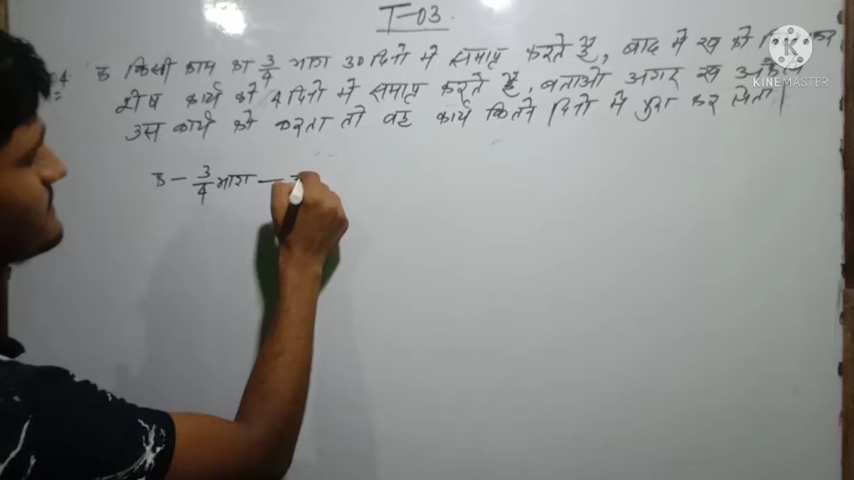 T-03.
क किसी काम का 3/4 भाग 30 दिनो में समाप्त करते है, बाद में ख को
शेष कार्य को 4 दिनो में समाप्त करते है, बताओ अगर ख अकेला
उस कार्य को करता तो वह कार्य कितने दिनो में पुरा कर लेता|
क - 3/4 भाग -
KINEMASTER